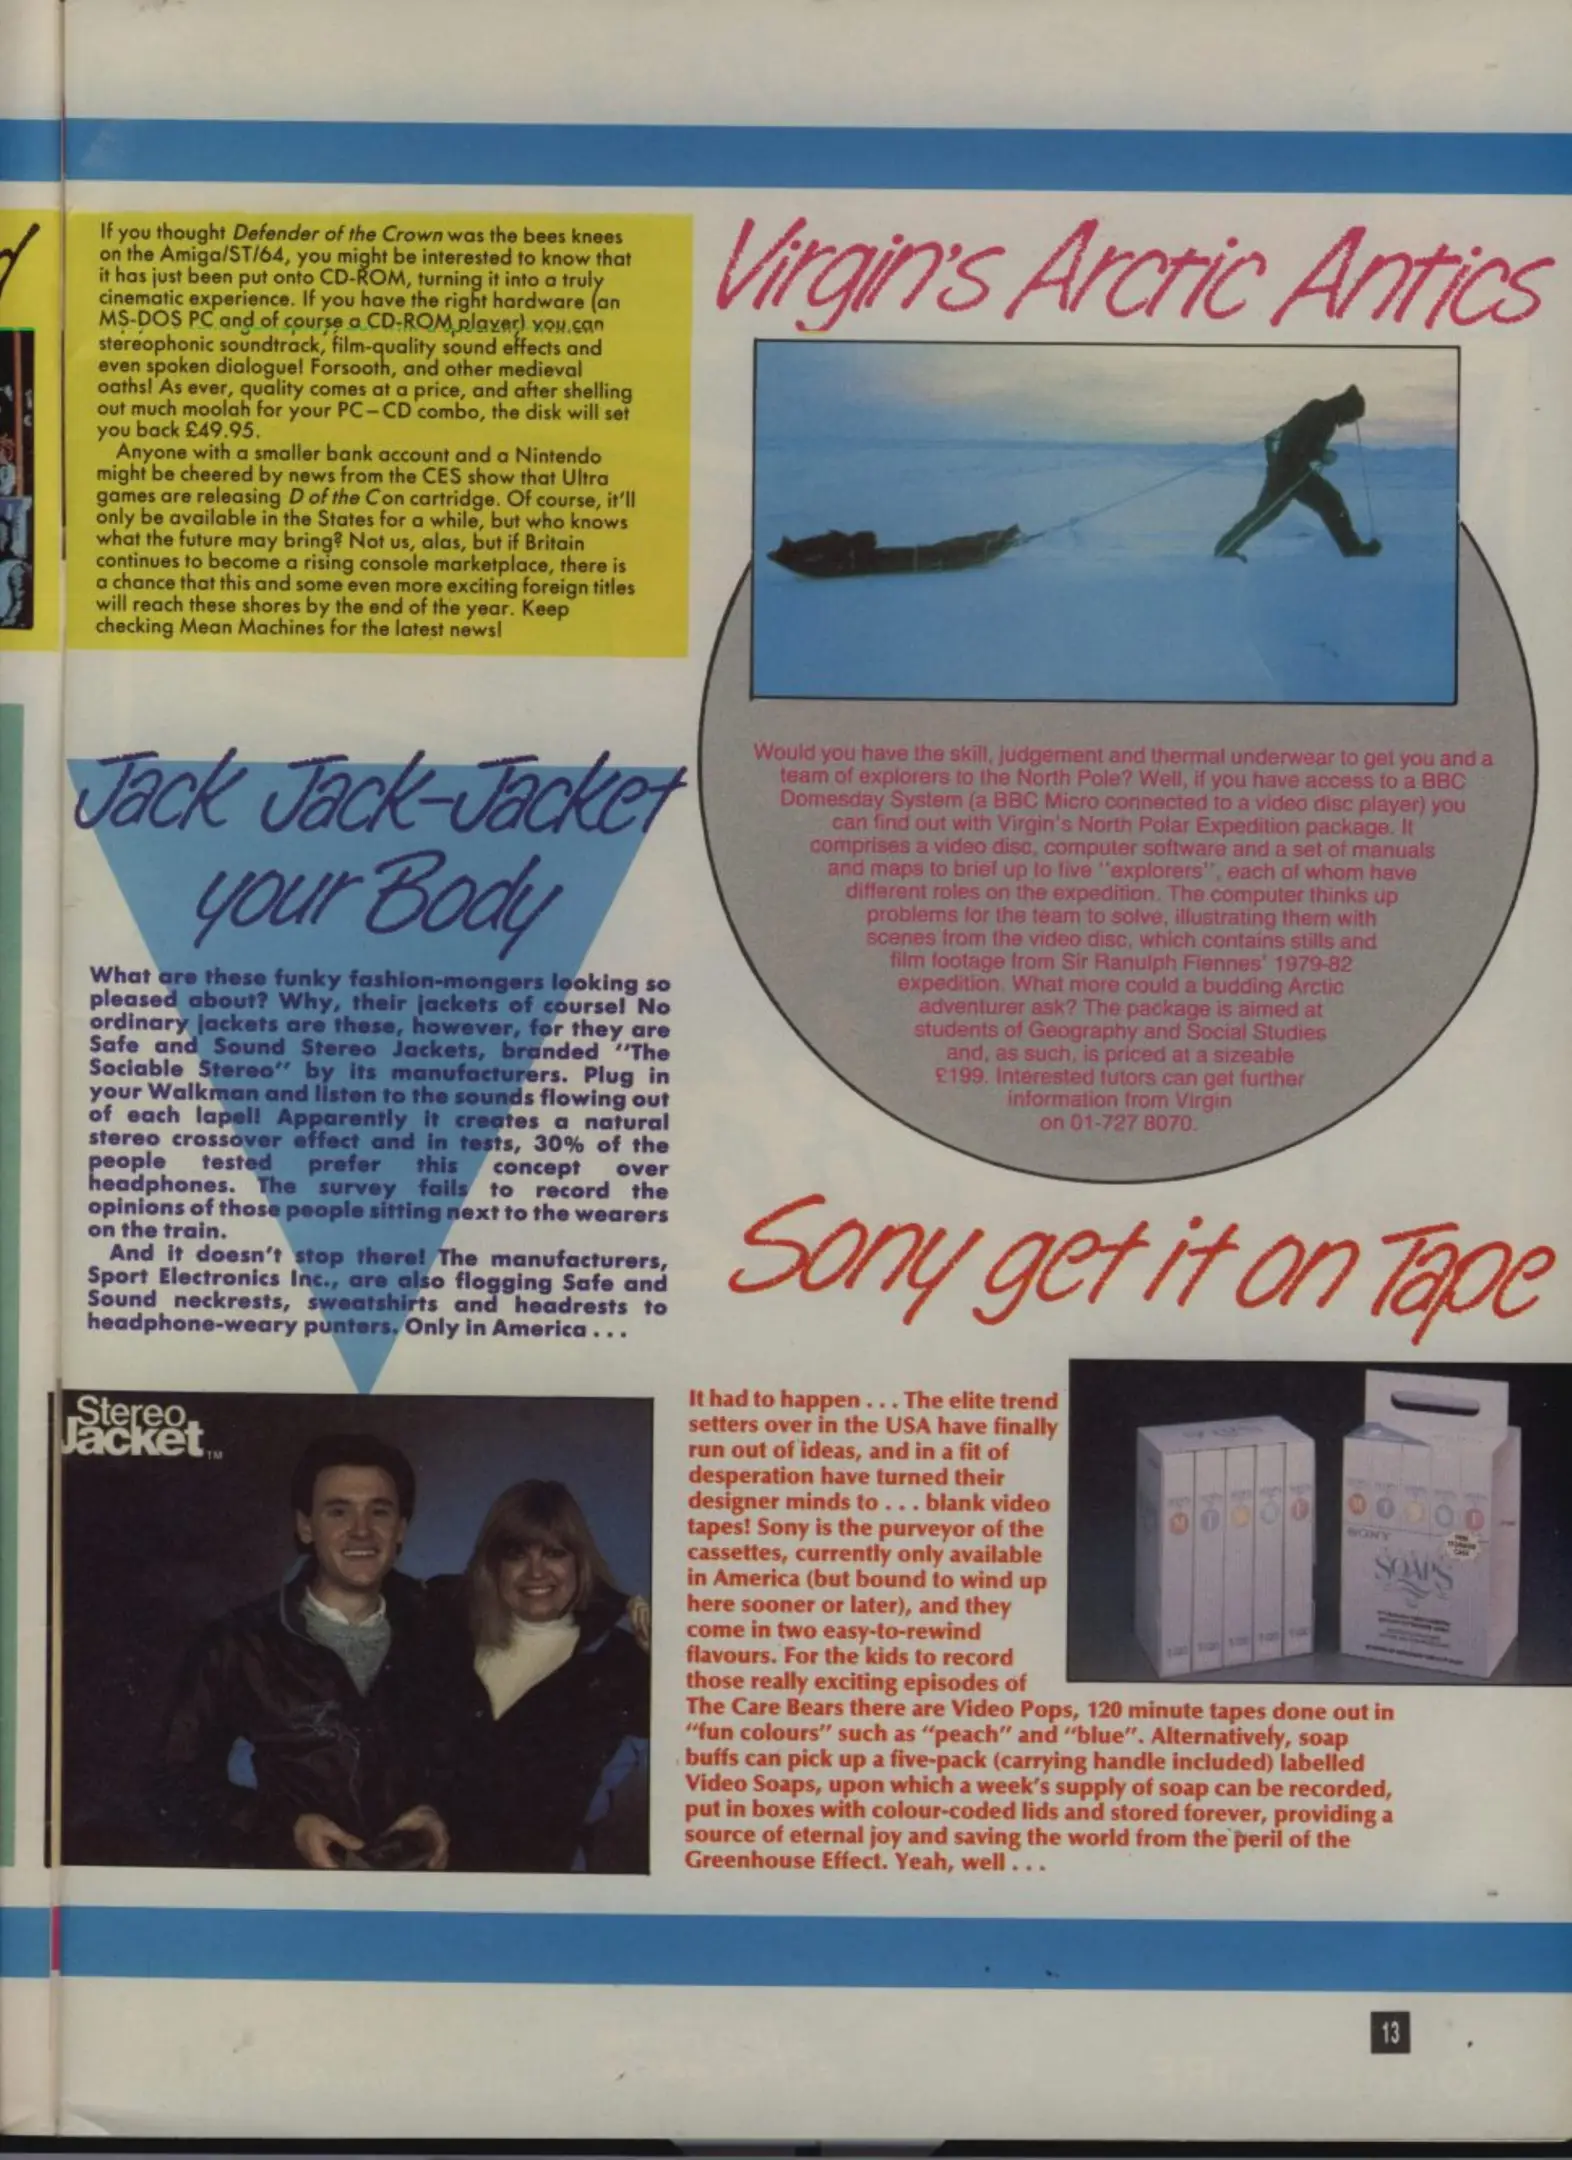 If you thought Defender of the Crown was the bees knees
on the Amiga/ST/64, you might be interested to know that
it has just been put onto CD-ROM, turning it into a truly
cinematic experience. If you have the right hardware (an
MS-DOS PC and of course a CD-ROM player) you can
stereophonic soundtrack, film-quality sound effects and
even spoken dialogue! Forsooth, and other medieval
oaths! As ever, quality comes at a price, and after shelling
out much moolah for your PC–CD combo, the disk will set
you back £49.95.
Anyone with a smaller bank account and a Nintendo
might be cheered by news from the CES show that Ultra
games are releasing D of the C on cartridge. Of course, it'll
only be available in the States for a while, but who knows
what the future may bring? Not us, alas, but if Britain
continues to become a rising console marketplace, there is
a chance that this and some even more exciting foreign titles
will reach these shores by the end of the year. Keep
checking Mean Machines for the latest news!
Jack Jack-Jacket
your Body
What are these funky fashion-mongers looking so
pleased about? Why, their jackets of course! No
ordinary jackets are these, however, for they are
Safe and Sound Stereo Jackets, branded "The
Sociable Stereo" by its manufacturers. Plug in
your Walkman and listen to the sounds flowing out
of each lapel! Apparently it creates a natural
stereo crossover effect and in tests, 30% of the
people tested prefer this concept over
headphones. The survey fails to record the
opinions of those people sitting next to the wearers
on the train.
And it doesn't stop there! The manufacturers,
Sport Electronics Inc., are also flogging Safe and
Sound neckrests, sweatshirts and headrests to
headphone-weary punters. Only in America . . .
Stereo
Jacket TM
Virgin's Arctic Antics
Would you have the skill, judgement and thermal underwear to get you and a
team of explorers to the North Pole? Well, if you have access to a BBC
Domesday System (a BBC Micro connected to a video disc player) you
can find out with Virgin's North Polar Expedition package. It
comprises a video disc, computer software and a set of manuals
and maps to brief up to five "explorers", each of whom have
different roles on the expedition. The computer thinks up
problems for the team to solve, illustrating them with
scenes from the video disc, which contains stills and
film footage from Sir Ranulph Fiennes' 1979-82
expedition. What more could a budding Arctic
adventurer ask? The package is aimed at
students of Geography and Social Studies
and, as such, is priced at a sizeable
£199. Interested tutors can get further
information from Virgin
on 01-727 8070.
Sony get it on Tape
It had to happen . . . The elite trend
setters over in the USA have finally
run out of ideas, and in a fit of
desperation have turned their
designer minds to . . . blank video
tapes! Sony is the purveyor of the
cassettes, currently only available
in America (but bound to wind up
here sooner or later), and they
come in two easy-to-rewind
flavours. For the kids to record
those really exciting episodes of
The Care Bears there are Video Pops, 120 minute tapes done out in
"fun colours" such as "peach" and "blue". Alternatively, soap
buffs can pick up a five-pack (carrying handle included) labelled
Video Soaps, upon which a week's supply of soap can be recorded,
put in boxes with colour-coded lids and stored forever, providing a
source of eternal joy and saving the world from the peril of the
Greenhouse Effect. Yeah, well . . .
M T W T F
M T W T F
SONY
SOAPS
13